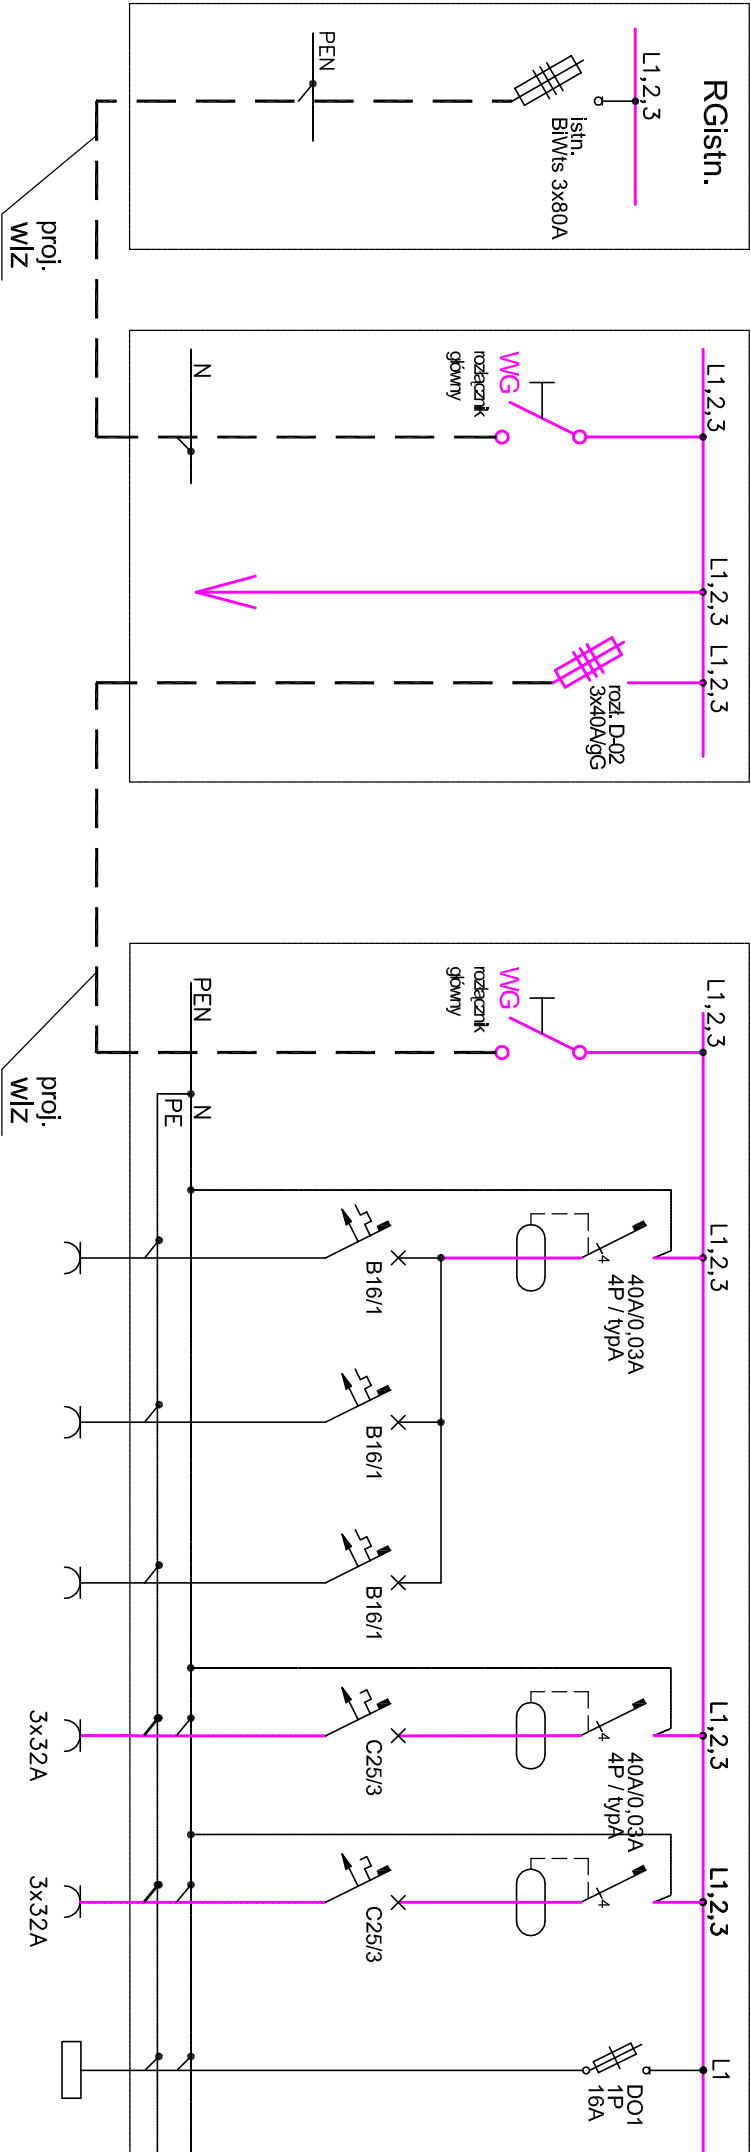 RGistn.
L1,2,3
istn.
BiWts 3x80A
PEN
proj.
wlz
L1,2,3
L1,2,3
L1,2,3
WG
rozłącznik
główny
rozł. D-02
3x40A/gG
N
L1,2,3
WG
rozłącznik
główny
PEN
N
PE
proj.
wlz
L1,2,3
40A/0,03A
4P / typA
4
B16/1
B16/1
B16/1
L1,2,3
40A/0,03A
4P / typA
4
C25/3
3x32A
L1,2,3
4
C25/3
3x32A
L1
DO1
1P
16A